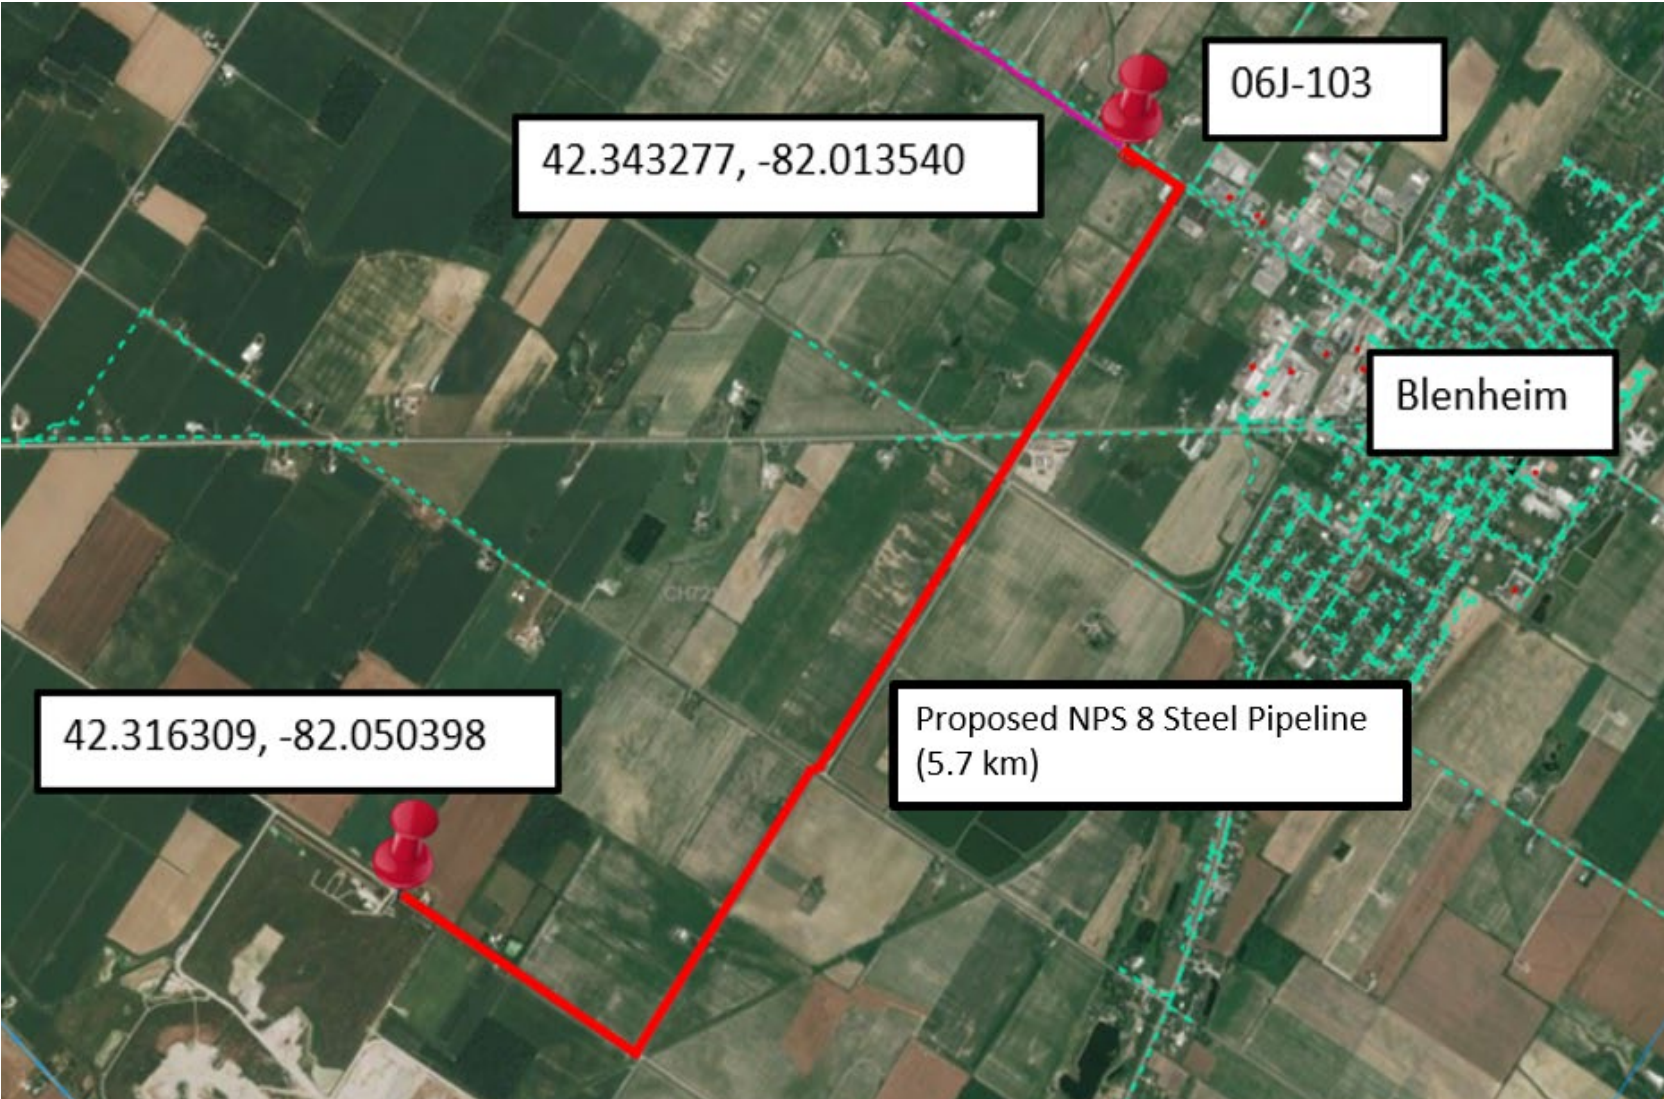 06J-103
42.343277, -82.013540
Blenheim
Proposed NPS 8 Steel Pipeline
(5.7 km)
42.316309, -82.050398